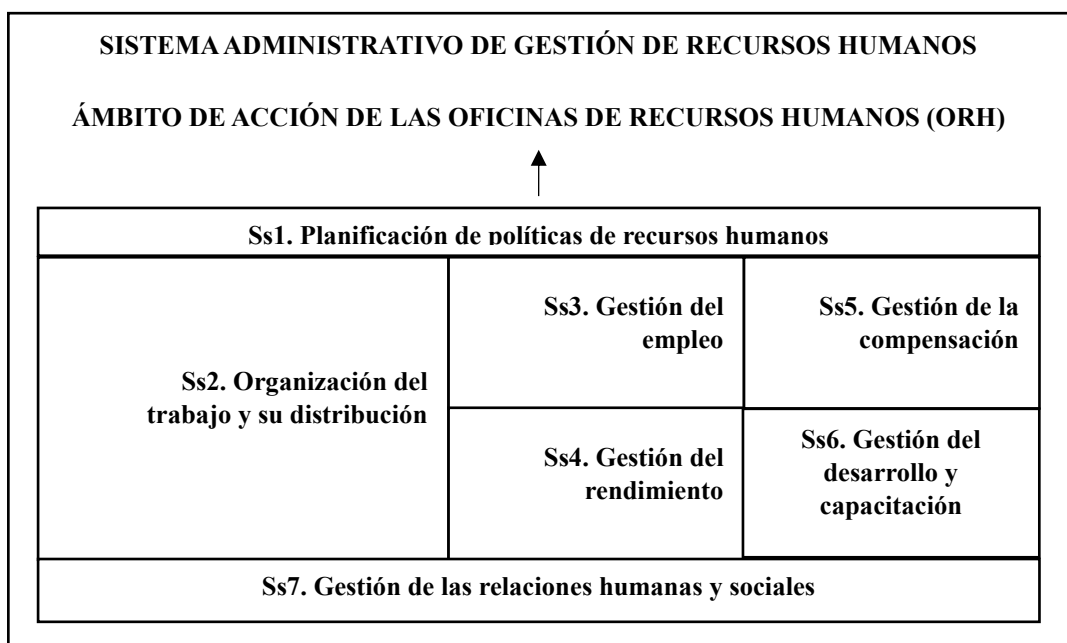 SISTEMA ADMINISTRATIVO DE GESTIÓN DE RECURSOS HUMANOS
ÁMBITO DE ACCIÓN DE LAS OFICINAS DE RECURSOS HUMANOS (ORH)
Ss1. Planificación de políticas de recursos humanos
Ss2. Organización del
trabajo y su distribución
Ss3. Gestión del
empleo
Ss5. Gestión de la
compensación
Ss4. Gestión del
rendimiento
Ss6. Gestión del
desarrollo y
capacitación
Ss7. Gestión de las relaciones humanas y sociales